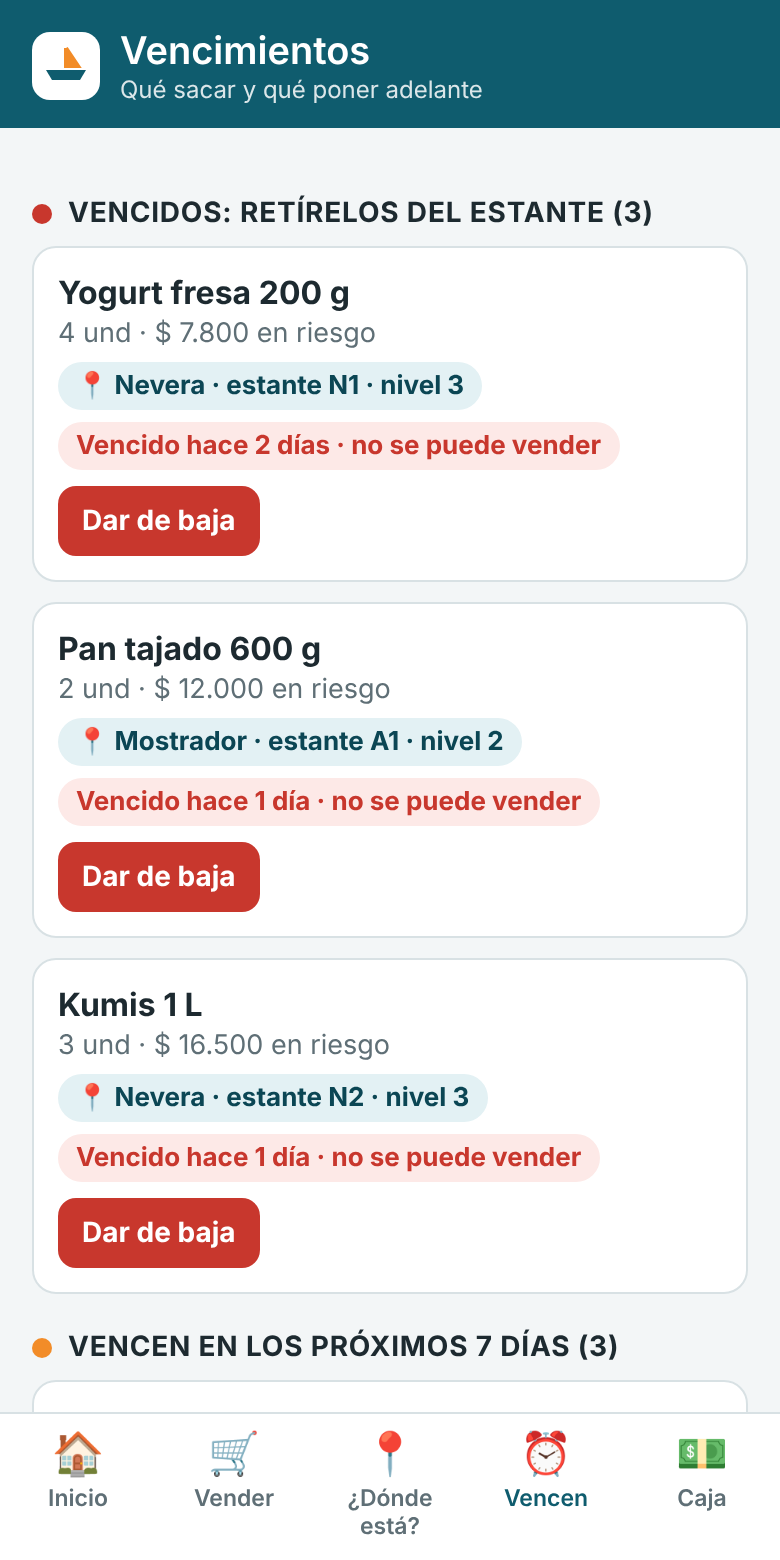 Vencimientos
Qué sacar y qué poner adelante
VENCIDOS: RETÍRELOS DEL ESTANTE (3)
Yogurt fresa 200 g
4 und · $ 7.800 en riesgo
Nevera · estante N1 · nivel 3
Vencido hace 2 días · no se puede vender
Dar de baja
Pan tajado 600 g
2 und · $ 12.000 en riesgo
Mostrador · estante A1 · nivel 2
Vencido hace 1 día · no se puede vender
Dar de baja
Kumis 1 L
3 und · $ 16.500 en riesgo
Nevera · estante N2 · nivel 3
Vencido hace 1 día · no se puede vender
Dar de baja
VENCEN EN LOS PRÓXIMOS 7 DÍAS (3)
Inicio
Vender
¿Dónde
está?
Vencen
Caja